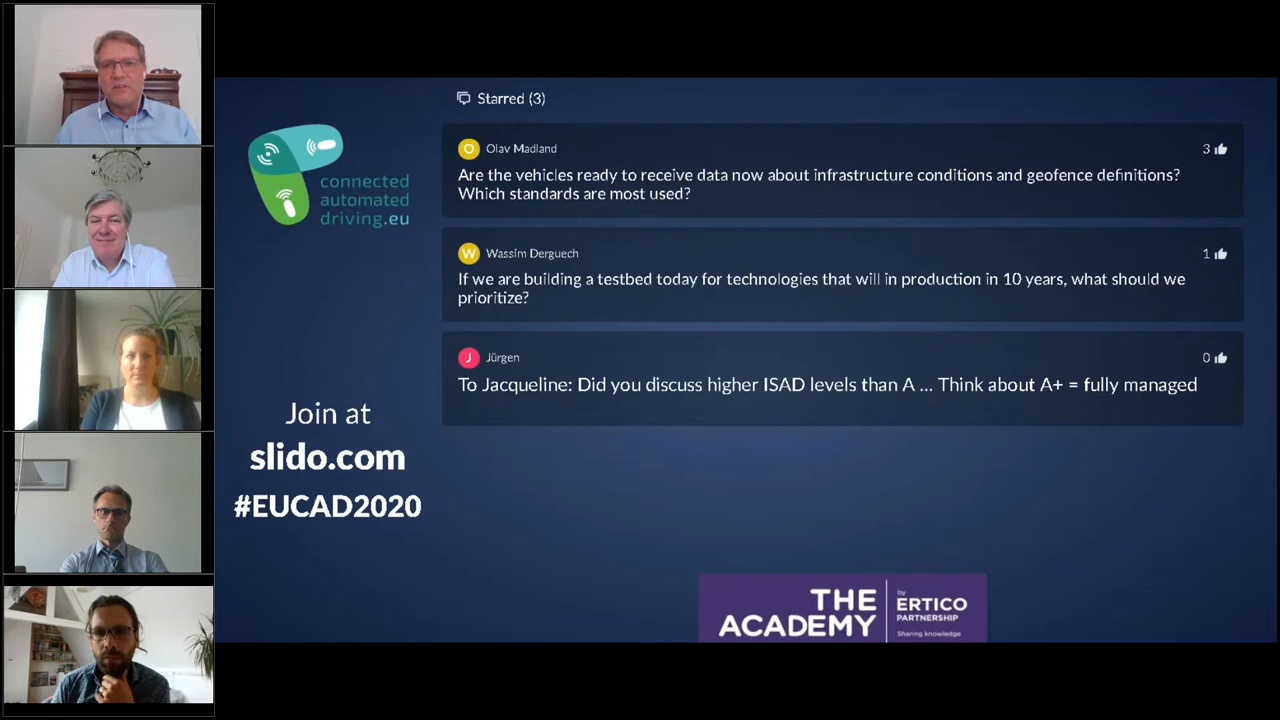 Starred (3)
connected
automated
driving.eu
O Olav Madland 3
Are the vehicles ready to receive data now about infrastructure conditions and geofence definitions?
Which standards are most used?
W Wassim Derguech 1
If we are building a testbed today for technologies that will in production in 10 years, what should we
prioritize?
J Jürgen 0
To Jacqueline: Did you discuss higher ISAD levels than A ... Think about A+ = fully managed
Join at
slido.com
#EUCAD2020
THE
ACADEMY
by
ERTICO
PARTNERSHIP
Sharing knowledge